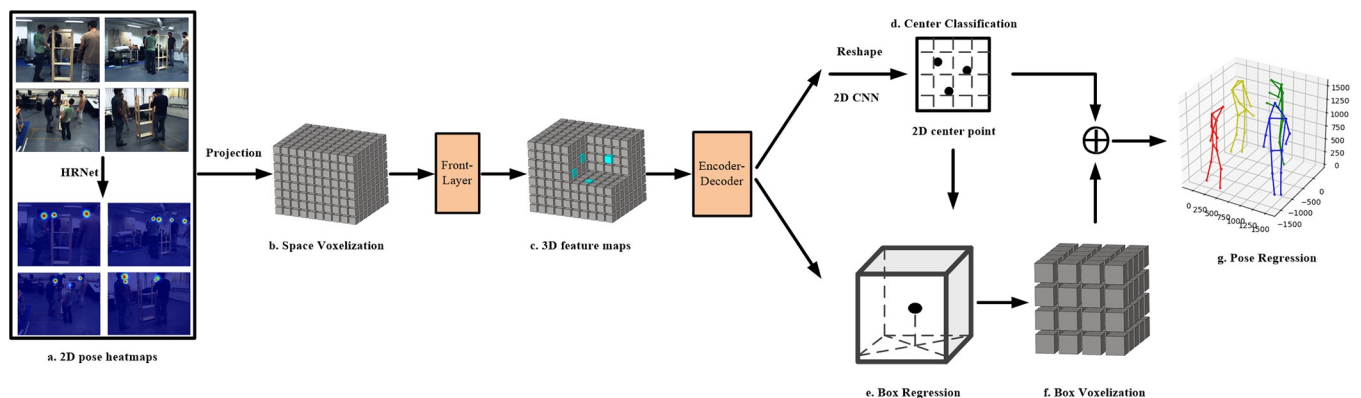 HRNet
a. 2D pose heatmaps
Projection
b. Space Voxelization
Front-
Layer
c. 3D feature maps
Encoder-
Decoder
Reshape
2D CNN
d. Center Classification
2D center point
e. Box Regression
f. Box Voxelization
1500
1250
1000
750
500
250
0
0
-500
-1000
-1500
0
250
500
750
1000
1250
1500
g. Pose Regression